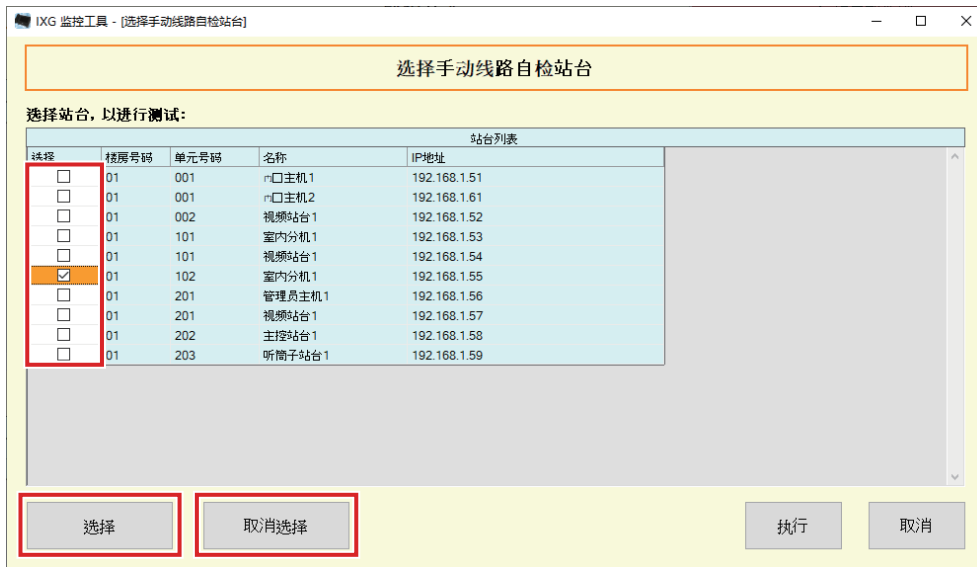 IXG 监控工具 - [选择手动线路自检站台]
选择手动线路自检站台
选择站台, 以进行测试:
站台列表
选择 楼房号码 单元号码 名称 IP地址
01 001 门口主机1 192.168.1.51
01 001 门口主机2 192.168.1.61
01 002 视频站台1 192.168.1.52
01 101 室内分机1 192.168.1.53
01 101 视频站台1 192.168.1.54
01 102 室内分机1 192.168.1.55
01 201 管理员主机1 192.168.1.56
01 201 视频站台1 192.168.1.57
01 202 主控站台1 192.168.1.58
01 203 听筒子站台1 192.168.1.59
选择 取消选择 执行 取消